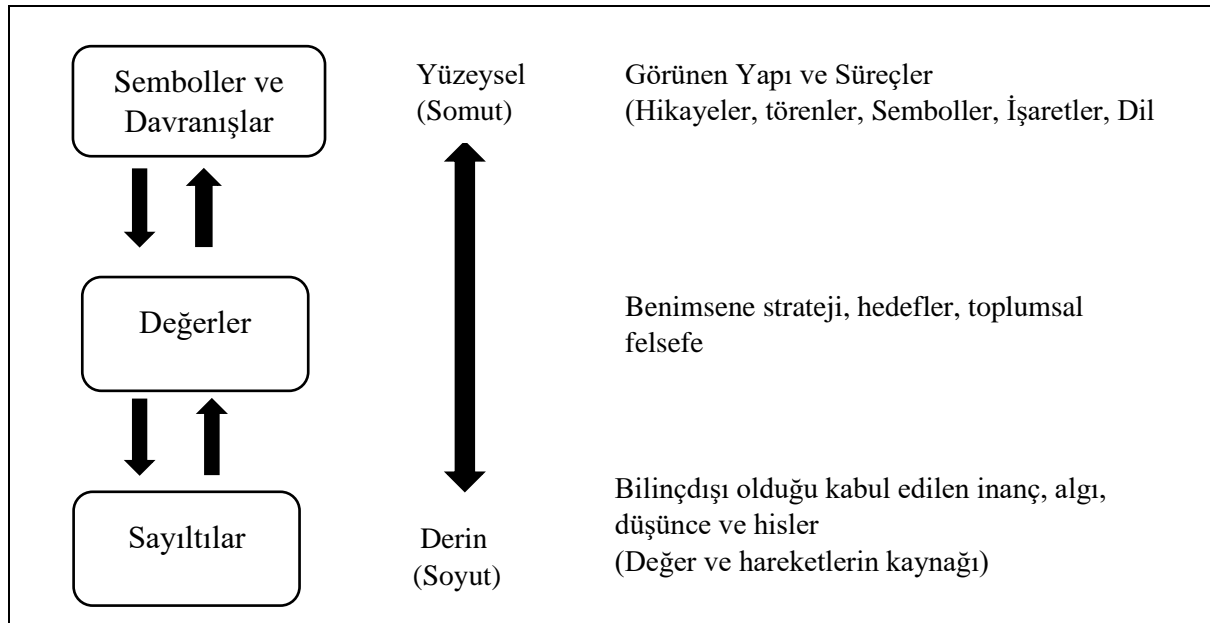 Semboller ve
Davranışlar
Yüzeysel
(Somut)
Görünen Yapı ve Süreçler
(Hikayeler, törenler, Semboller, İşaretler, Dil
Değerler
Benimsene strateji, hedefler, toplumsal
felsefe
Sayıltılar
Derin
(Soyut)
Bilinçdışı olduğu kabul edilen inanç, algı,
düşünce ve hisler
(Değer ve hareketlerin kaynağı)